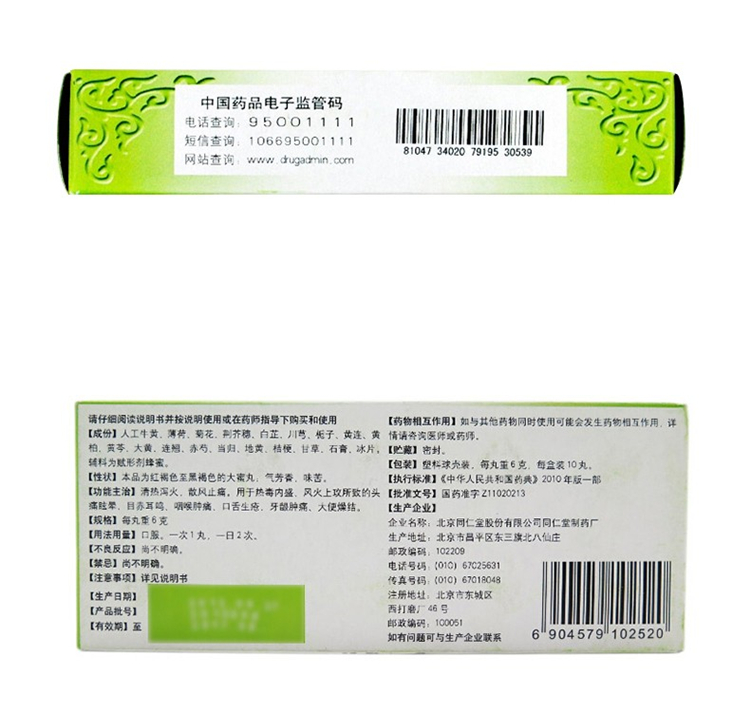 中国药品电子监管码
电话查询：95001111
短信查询：106695001111
网站查询：www.drugadmin.com
81047 34020 79195 30539
请仔细阅读说明书并按说明使用或在药师指导下购买和使用
【成份】人工牛黄、薄荷、菊花、荆芥穗、白芷、川芎、栀子、黄连、黄
柏、黄芩、大黄、连翘、赤芍、当归、地黄、桔梗、甘草、石膏、冰片。
辅料为赋形剂蜂蜜。
【性状】本品为红褐色至黑褐色的大蜜丸，气芳香，味苦。
【功能主治】清热泻火，散风止痛。用于热毒内盛、风火上攻所致的头
痛眩晕、目赤耳鸣、咽喉肿痛、口舌生疮、牙龈肿痛、大便燥结。
【规格】每丸重6克
【用法用量】口服。一次1丸，一日2次。
【不良反应】尚不明确。
【禁忌】尚不明确。
【注意事项】详见说明书
【生产日期】
【产品批号】
【有效期】至
【药物相互作用】如与其他药物同时使用可能会发生药物相互作用，详
情请咨询医师或药师。
【贮藏】密封。
【包装】塑料球壳装，每丸重6克，每盒装10丸。
【执行标准】《中华人民共和国药典》2010年版一部
【批准文号】国药准字Z11020213
【生产企业】
企业名称：北京同仁堂股份有限公司同仁堂制药厂
生产地址：北京市昌平区东三旗北八仙庄
邮政编码：102209
电话号码：(010) 67025631
传真号码：(010) 67018048
注册地址：北京市东城区
西打磨厂46号
邮政编码：100051
如有问题可与生产企业联系
6 904579 102520